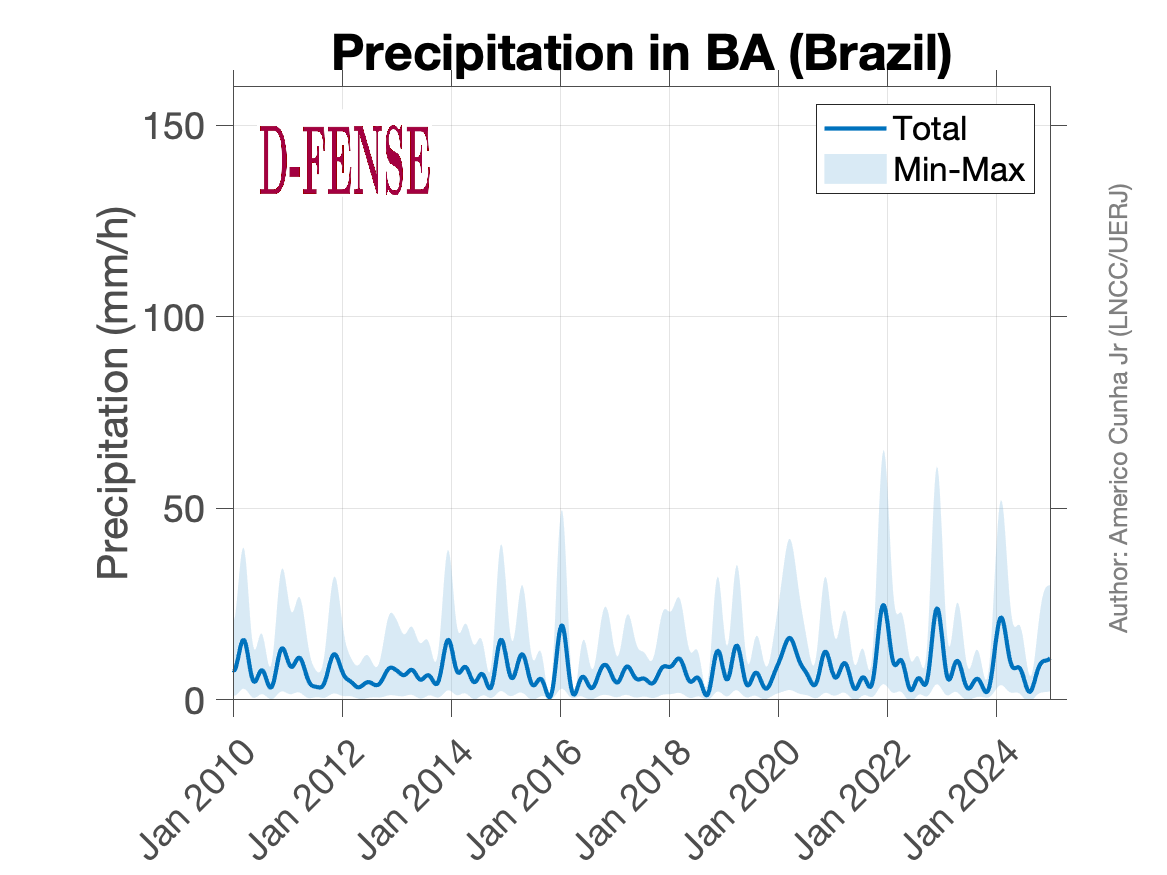 Precipitation in BA (Brazil)
D-FENSE
Total
Min-Max
Precipitation (mm/h)
150
100
50
0
Jan 2010
Jan 2012
Jan 2014
Jan 2016
Jan 2018
Jan 2020
Jan 2022
Jan 2024
Author: Americo Cunha Jr (LNCC/UERJ)